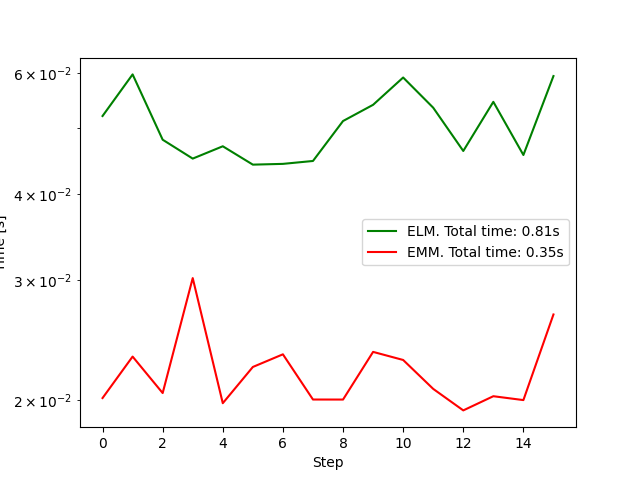 6 × 10⁻²
4 × 10⁻²
3 × 10⁻²
2 × 10⁻²
Time [s]
ELM. Total time: 0.81s
EMM. Total time: 0.35s
0 2 4 6 8 10 12 14
Step